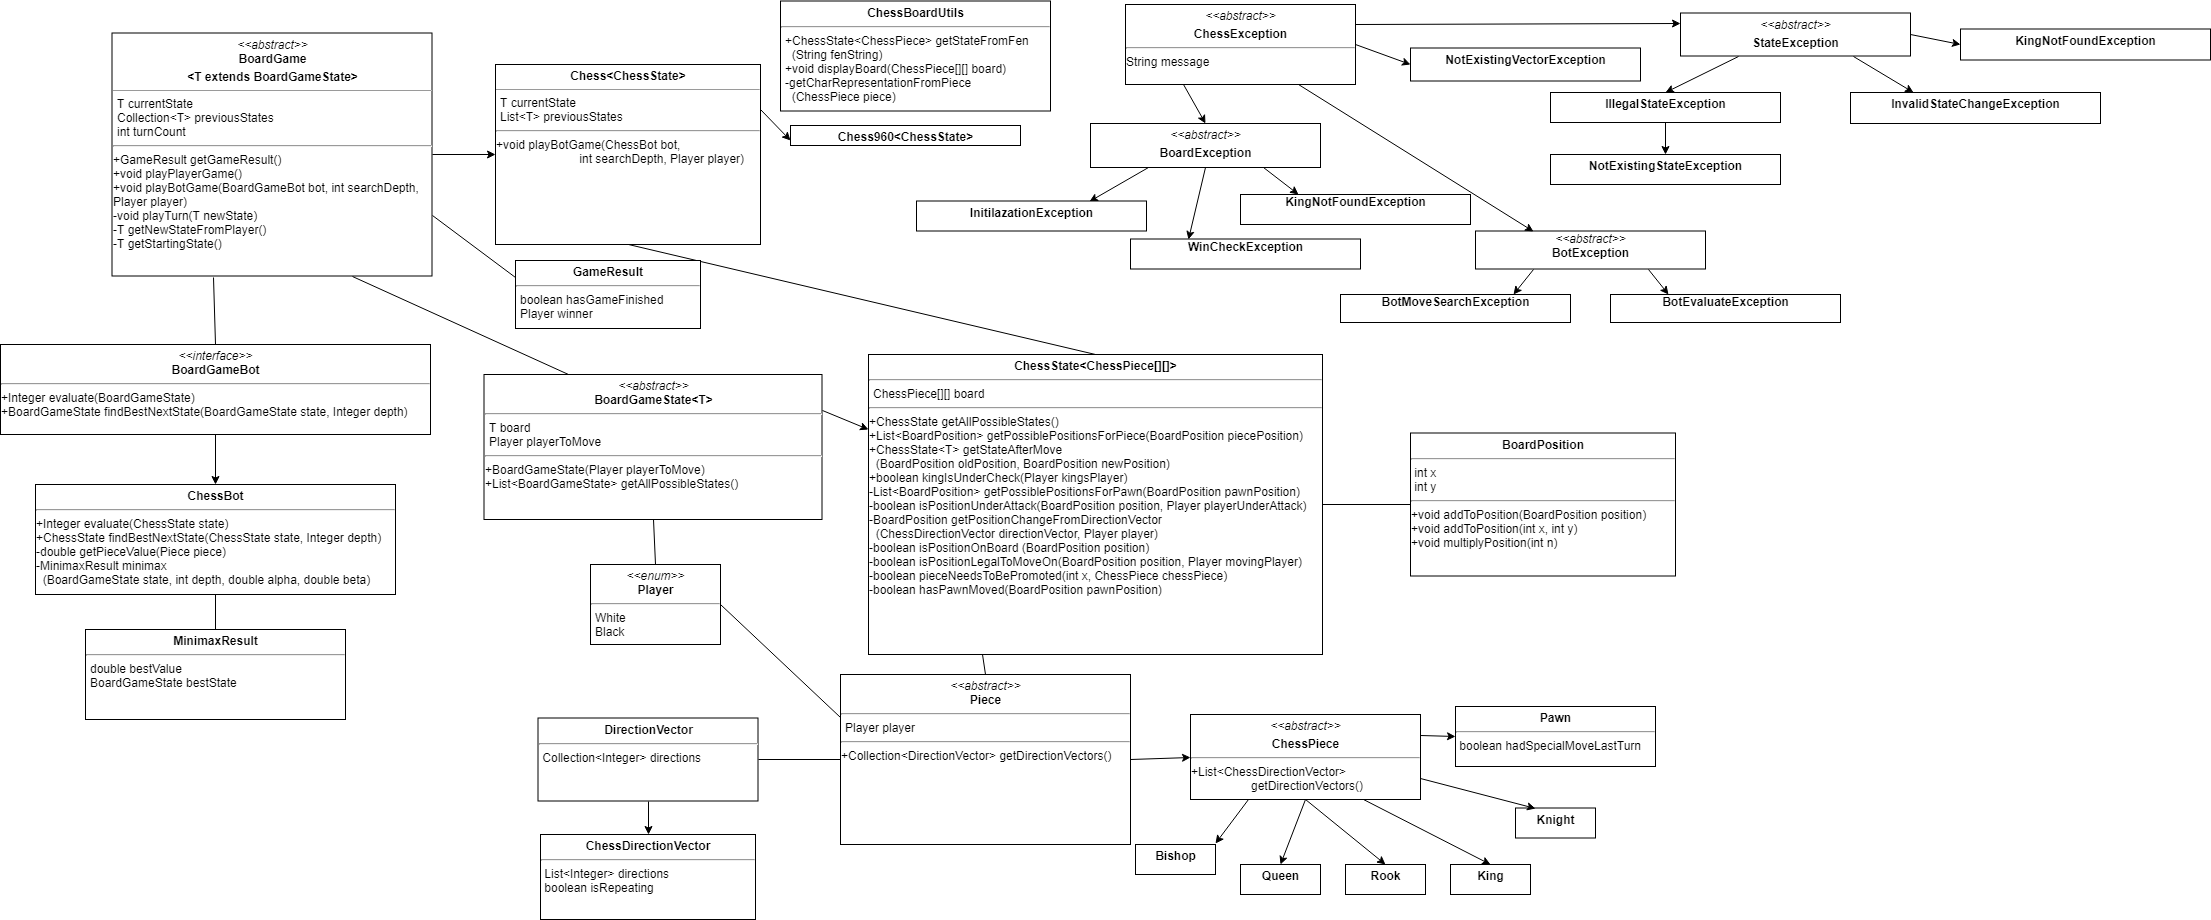 <<abstract>>
BoardGame
<T extends BoardGameState>
T currentState
Collection<T> previousStates
int turnCount
+GameResult getGameResult()
+void playPlayerGame()
+void playBotGame(BoardGameBot bot, int searchDepth,
Player player)
-void playTurn(T newState)
-T getNewStateFromPlayer()
-T getStartingState()
Chess<ChessState>
T currentState
List<T> previousStates
+void playBotGame(ChessBot bot,
int searchDepth, Player player)
ChessBoardUtils
+ChessState<ChessPiece> getStateFromFen
(String fenString)
+void displayBoard(ChessPiece[][] board)
-getCharRepresentationFromPiece
(ChessPiece piece)
Chess960<ChessState>
<<abstract>>
ChessException
String message
NotExistingVectorException
<<abstract>>
StateException
KingNotFoundException
IllegalStateException
InvalidStateChangeException
NotExistingStateException
<<abstract>>
BoardException
InitilazationException
KingNotFoundException
WinCheckException
<<abstract>>
BotException
BotMoveSearchException
BotEvaluateException
GameResult
boolean hasGameFinished
Player winner
<<interface>>
BoardGameBot
+Integer evaluate(BoardGameState)
+BoardGameState findBestNextState(BoardGameState state, Integer depth)
ChessBot
+Integer evaluate(ChessState state)
+ChessState findBestNextState(ChessState state, Integer depth)
-double getPieceValue(Piece piece)
-MinimaxResult minimax
(BoardGameState state, int depth, double alpha, double beta)
MinimaxResult
double bestValue
BoardGameState bestState
<<abstract>>
BoardGameState<T>
T board
Player playerToMove
+BoardGameState(Player playerToMove)
+List<BoardGameState> getAllPossibleStates()
<<enum>>
Player
White
Black
ChessState<ChessPiece[][]>
ChessPiece[][] board
+ChessState getAllPossibleStates()
+List<BoardPosition> getPossiblePositionsForPiece(BoardPosition piecePosition)
+ChessState<T> getStateAfterMove
(BoardPosition oldPosition, BoardPosition newPosition)
+boolean kingIsUnderCheck(Player kingsPlayer)
-List<BoardPosition> getPossiblePositionsForPawn(BoardPosition pawnPosition)
-boolean isPositionUnderAttack(BoardPosition position, Player playerUnderAttack)
-BoardPosition getPositionChangeFromDirectionVector
(ChessDirectionVector directionVector, Player player)
-boolean isPositionOnBoard (BoardPosition position)
-boolean isPositionLegalToMoveOn(BoardPosition position, Player movingPlayer)
-boolean pieceNeedsToBePromoted(int x, ChessPiece chessPiece)
-boolean hasPawnMoved(BoardPosition pawnPosition)
BoardPosition
int x
int y
+void addToPosition(BoardPosition position)
+void addToPosition(int x, int y)
+void multiplyPosition(int n)
<<abstract>>
Piece
Player player
+Collection<DirectionVector> getDirectionVectors()
DirectionVector
Collection<Integer> directions
ChessDirectionVector
List<Integer> directions
boolean isRepeating
<<abstract>>
ChessPiece
+List<ChessDirectionVector>
getDirectionVectors()
Pawn
boolean hadSpecialMoveLastTurn
Knight
Bishop
Queen
Rook
King